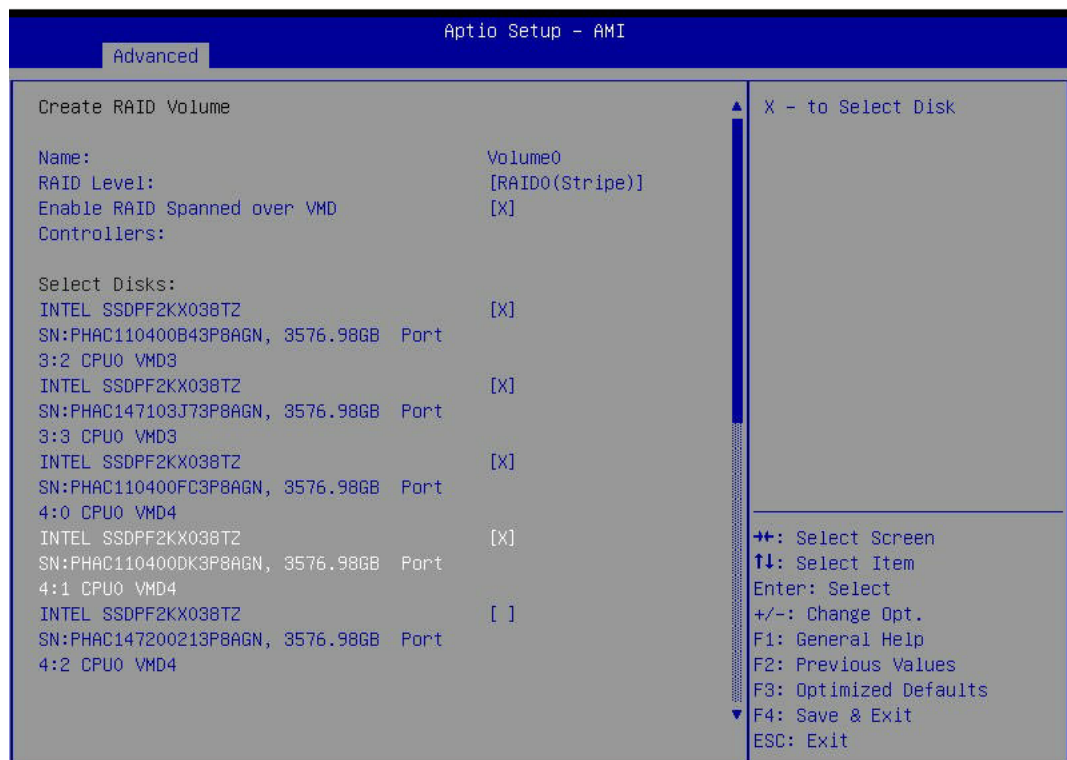 Aptio Setup - AMI
Advanced
Create RAID Volume
Name: Volume0
RAID Level: [RAID0(Stripe)]
Enable RAID Spanned over VMD [X]
Controllers:
Select Disks:
INTEL SSDPF2KX038TZ [X]
SN:PHAC110400B43P8AGN, 3576.98GB Port
3:2 CPU0 VMD3
INTEL SSDPF2KX038TZ [X]
SN:PHAC147103J73P8AGN, 3576.98GB Port
3:3 CPU0 VMD3
INTEL SSDPF2KX038TZ [X]
SN:PHAC110400FC3P8AGN, 3576.98GB Port
4:0 CPU0 VMD4
INTEL SSDPF2KX038TZ [X]
SN:PHAC110400DK3P8AGN, 3576.98GB Port
4:1 CPU0 VMD4
INTEL SSDPF2KX038TZ [ ]
SN:PHAC147200213P8AGN, 3576.98GB Port
4:2 CPU0 VMD4
X - to Select Disk
→←: Select Screen
↑↓: Select Item
Enter: Select
+/-: Change Opt.
F1: General Help
F2: Previous Values
F3: Optimized Defaults
F4: Save & Exit
ESC: Exit